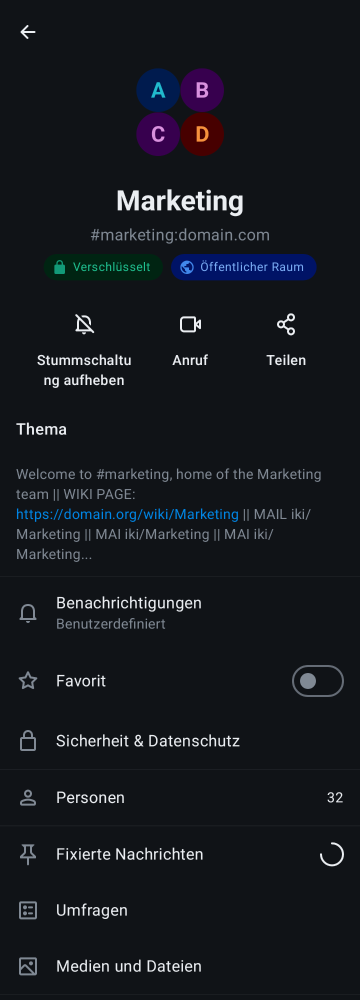 A B
C D
Marketing
#marketing:domain.com
Verschlüsselt Öffentlicher Raum
Stummschaltu
ng aufheben
Anruf
Teilen
Thema
Welcome to #marketing, home of the Marketing
team || WIKI PAGE:
https://domain.org/wiki/Marketing || MAIL iki/
Marketing || MAI iki/Marketing || MAI iki/
Marketing...
Benachrichtigungen
Benutzerdefiniert
Favorit
Sicherheit & Datenschutz
Personen 32
Fixierte Nachrichten
Umfragen
Medien und Dateien